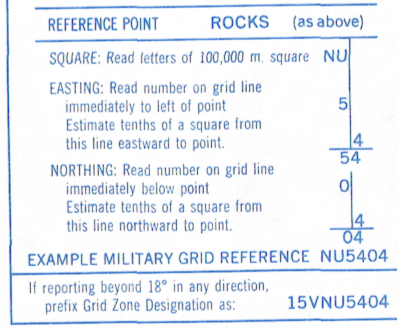 REFERENCE POINT ROCKS (as above)
SQUARE: Read letters of 100,000 m. square NU
EASTING: Read number on grid line
immediately to left of point 5
Estimate tenths of a square from
this line eastward to point. 4
54
NORTHING: Read number on grid line
immediately below point 0
Estimate tenths of a square from
this line northward to point. 4
04
EXAMPLE MILITARY GRID REFERENCE NU5404
If reporting beyond 18° in any direction,
prefix Grid Zone Designation as: 15VNU5404